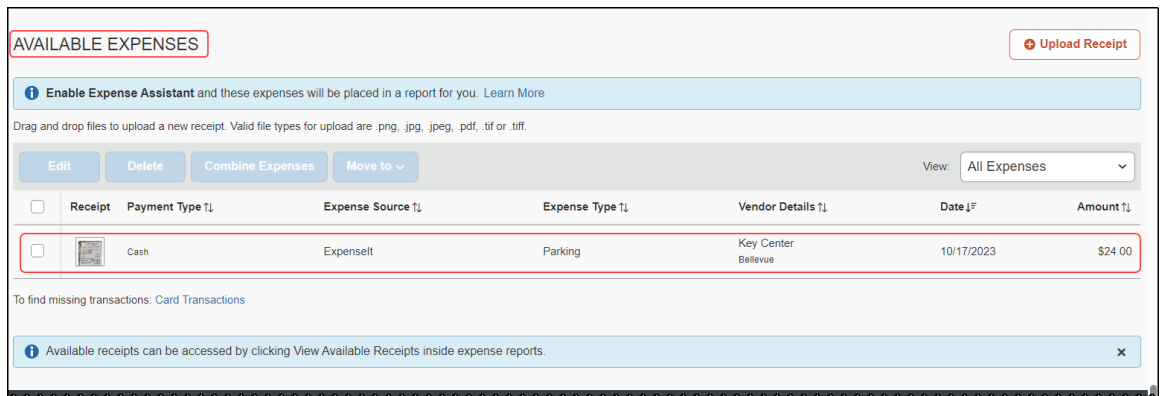 AVAILABLE EXPENSES
Upload Receipt
Enable Expense Assistant and these expenses will be placed in a report for you. Learn More
Drag and drop files to upload a new receipt. Valid file types for upload are .png, .jpg, .jpeg, .pdf, .tif or .tiff.
Edit Delete Combine Expenses Move to View: All Expenses
Receipt Payment Type Expense Source Expense Type Vendor Details Date Amount
Cash ExpenseIt Parking Key Center 10/17/2023 $24.00
Bellevue
To find missing transactions: Card Transactions
Available receipts can be accessed by clicking View Available Receipts inside expense reports.